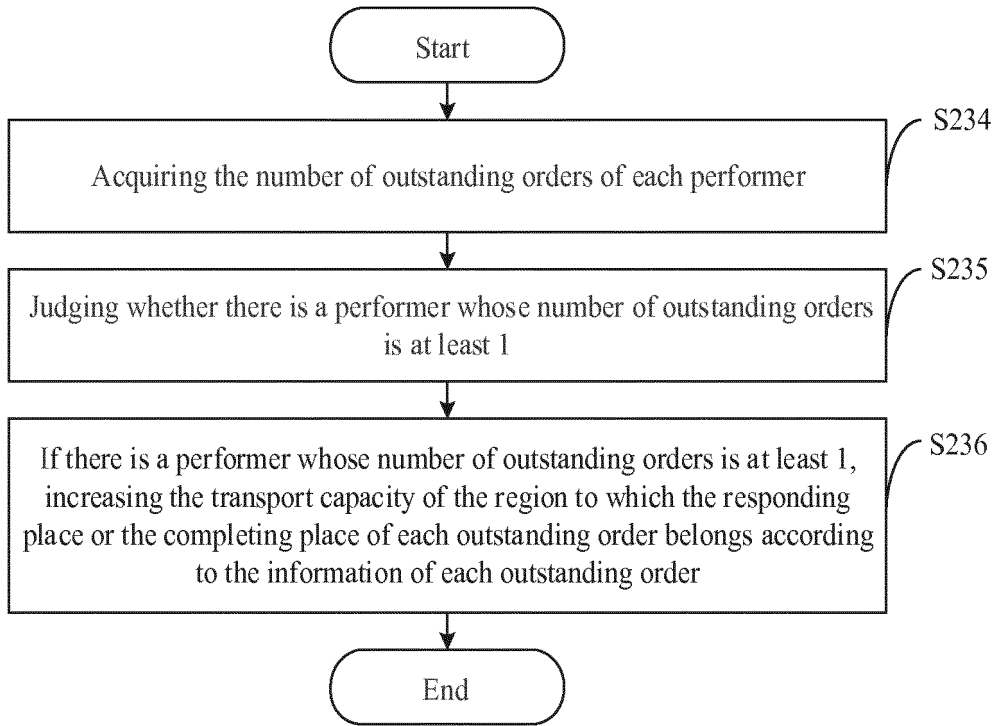 Start
S234
Acquiring the number of outstanding orders of each performer
S235
Judging whether there is a performer whose number of outstanding orders
is at least 1
S236
If there is a performer whose number of outstanding orders is at least 1,
increasing the transport capacity of the region to which the responding
place or the completing place of each outstanding order belongs according
to the information of each outstanding order
End